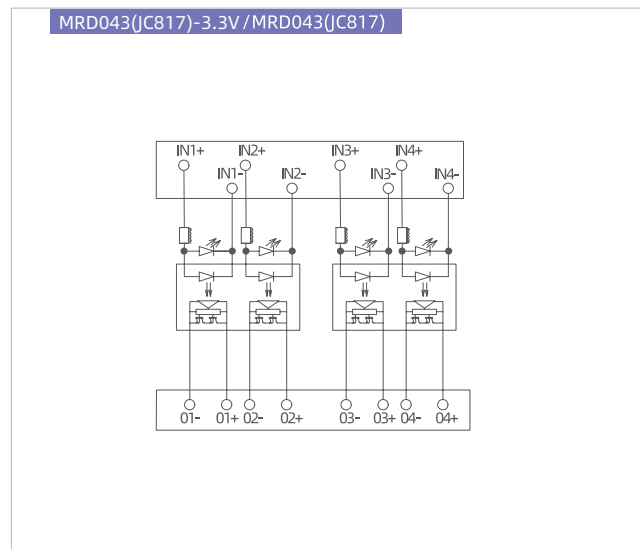 MRD043(JC817)-3.3V/MRD043(JC817)
IN1+ IN2+ IN3+ IN4+
IN1- IN2- IN3- IN4-
01- 01+ 02- 02+ 03- 03+ 04- 04+